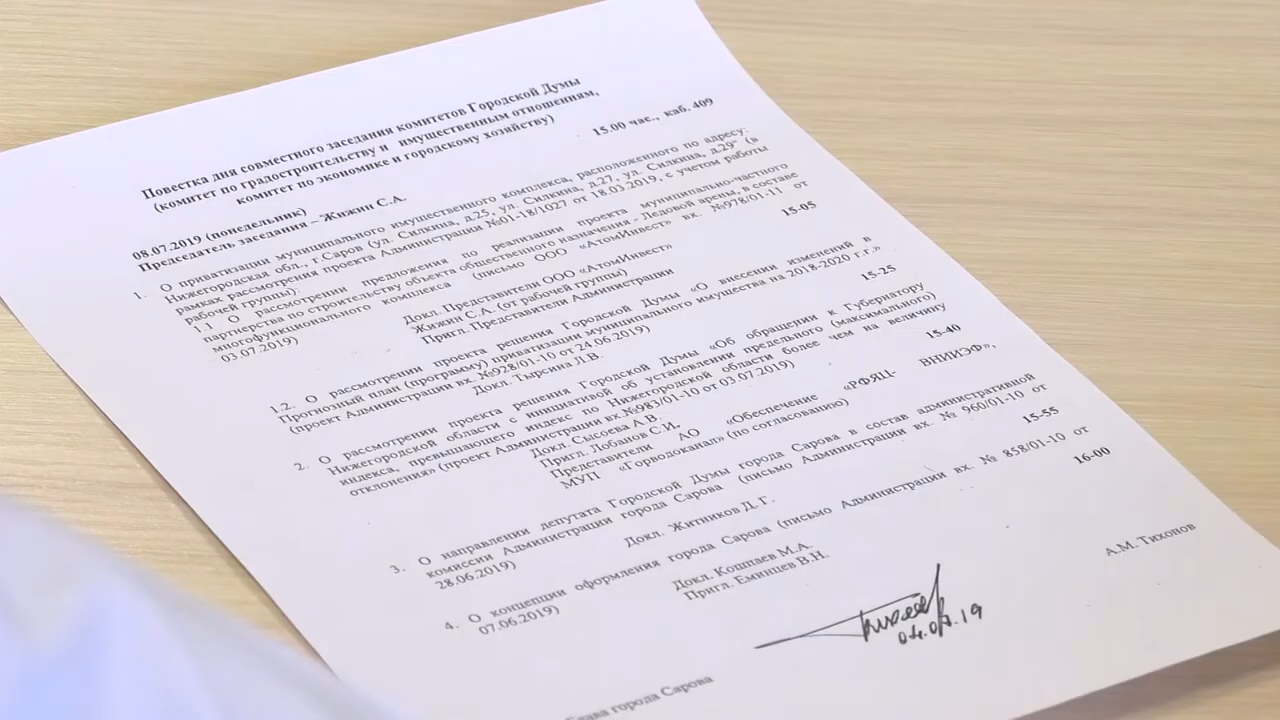 Повестка дня совместного заседания комитетов Городской Думы
(комитет по градостроительству и имущественным отношениям,
комитет по экономике и городскому хозяйству)
15.00 час., каб. 409
08.07.2019 (понедельник)
Председатель заседания – Жижин С.А.
1. О приватизации муниципального имущественного комплекса, расположенного по адресу:
Нижегородская обл., г.Саров (ул. Силкина, д.25, ул. Силкина, д.27, ул. Силкина, д.29" (в
рамках рассмотрения проекта Администрации №01-18/1027 от 18.03.2019, с учетом работы
рабочей группы)
1.1 О рассмотрении предложения по реализации проекта муниципально-частного
партнерства по строительству объекта общественного назначения - Ледовой арены, в составе
многофункционального комплекса (письмо ООО «АтомИнвест» вх. №978/01-11 от
03.07.2019)
15-05
Докл. Представители ООО «АтомИнвест»
Жижин С.А. (от рабочей группы)
Пригл. Представители Администрации
1.2. О рассмотрении проекта решения Городской Думы «О внесении изменений в
Прогнозный план (программу) приватизации муниципального имущества на 2018-2020 г.г.»
(проект Администрации вх. №928/01-10 от 24.06.2019)
15-25
Докл. Тырсина Л.В.
2. О рассмотрении проекта решения Городской Думы «Об обращении к Губернатору
Нижегородской области с инициативой об установлении предельного (максимального)
индекса, превышающего индекс по Нижегородской области более чем на величину
отклонения» (проект Администрации вх.№983/01-10 от 03.07.2019)
15-40
Докл. Сысоева А.В.
Пригл. Лобанов С.И.
Представители АО «Обеспечение «РФЯЦ- ВНИИЭФ»,
МУП «Горводоканал» (по согласованию)
3. О направлении депутата Городской Думы города Сарова в состав административной
комиссии Администрации города Сарова (письмо Администрации вх. № 960/01-10 от
28.06.2019)
15-55
Докл. Житников Д. Г.
4. О концепции оформления города Сарова (письмо Администрации вх. № 858/01-10 от
07.06.2019)
16-00
Докл. Кошпаев М.А.
Пригл. Еминцев В.Н.
А.М. Тихонов
04.07.19
Глава города Сарова